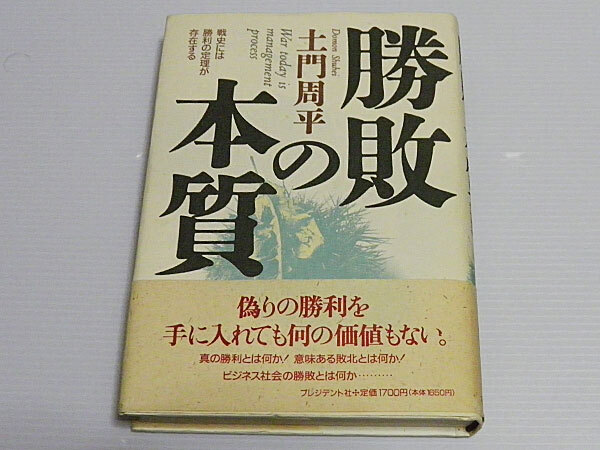 勝敗
の
本質
Domon Shuhei
土門周平
War today is
management
process
戦史には
勝利の定理が
存在する
偽りの勝利を
手に入れても何の価値もない。
真の勝利とは何か! 意味ある敗北とは何か!
ビジネス社会の勝敗とは何か………
プレジデント社＋定価1700円(本体1650円)